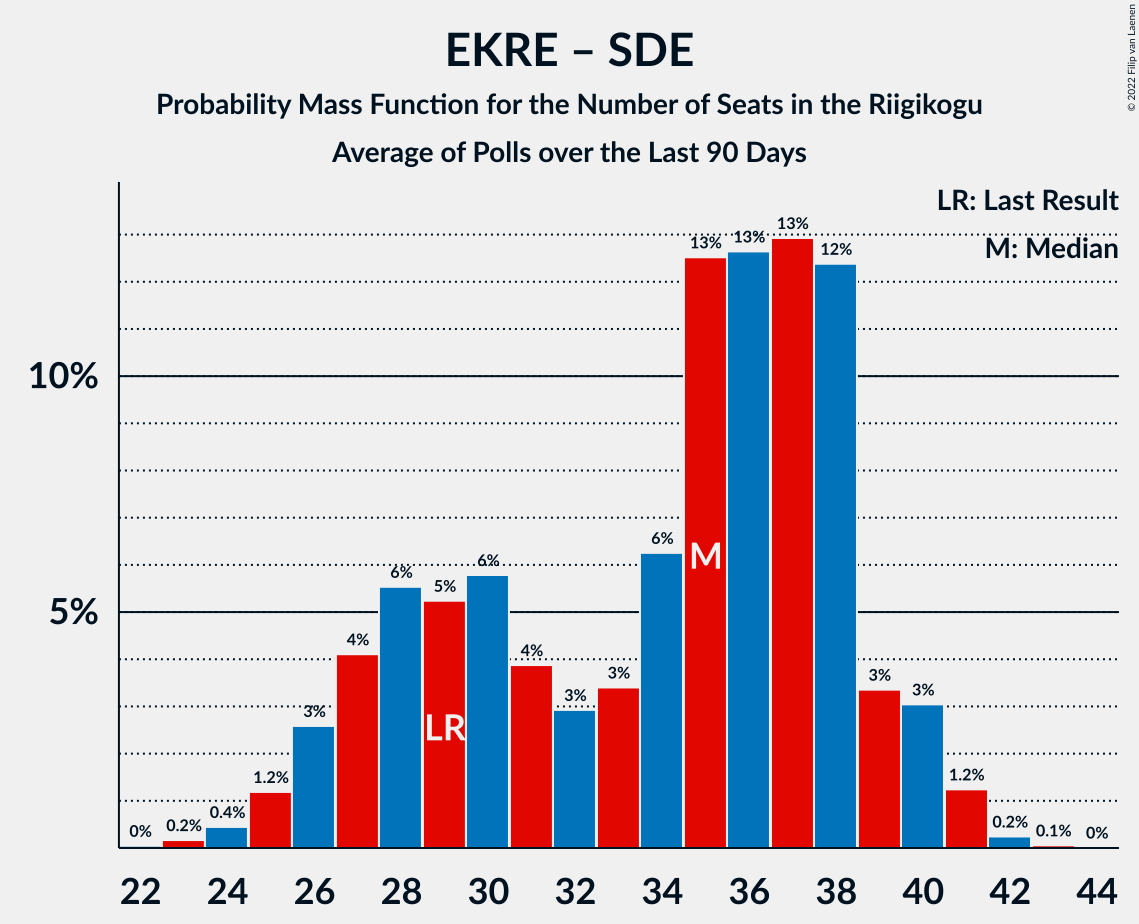 EKRE – SDE
Probability Mass Function for the Number of Seats in the Riigikogu
Average of Polls over the Last 90 Days
© 2022 Filip van Laenen
LR: Last Result
M: Median
10%
5%
0%
0.2%
0.4%
1.2%
3%
4%
6%
5%
6%
4%
3%
3%
6%
13%
13%
13%
12%
3%
3%
1.2%
0.2%
0.1%
0%
LR
M
22 24 26 28 30 32 34 36 38 40 42 44